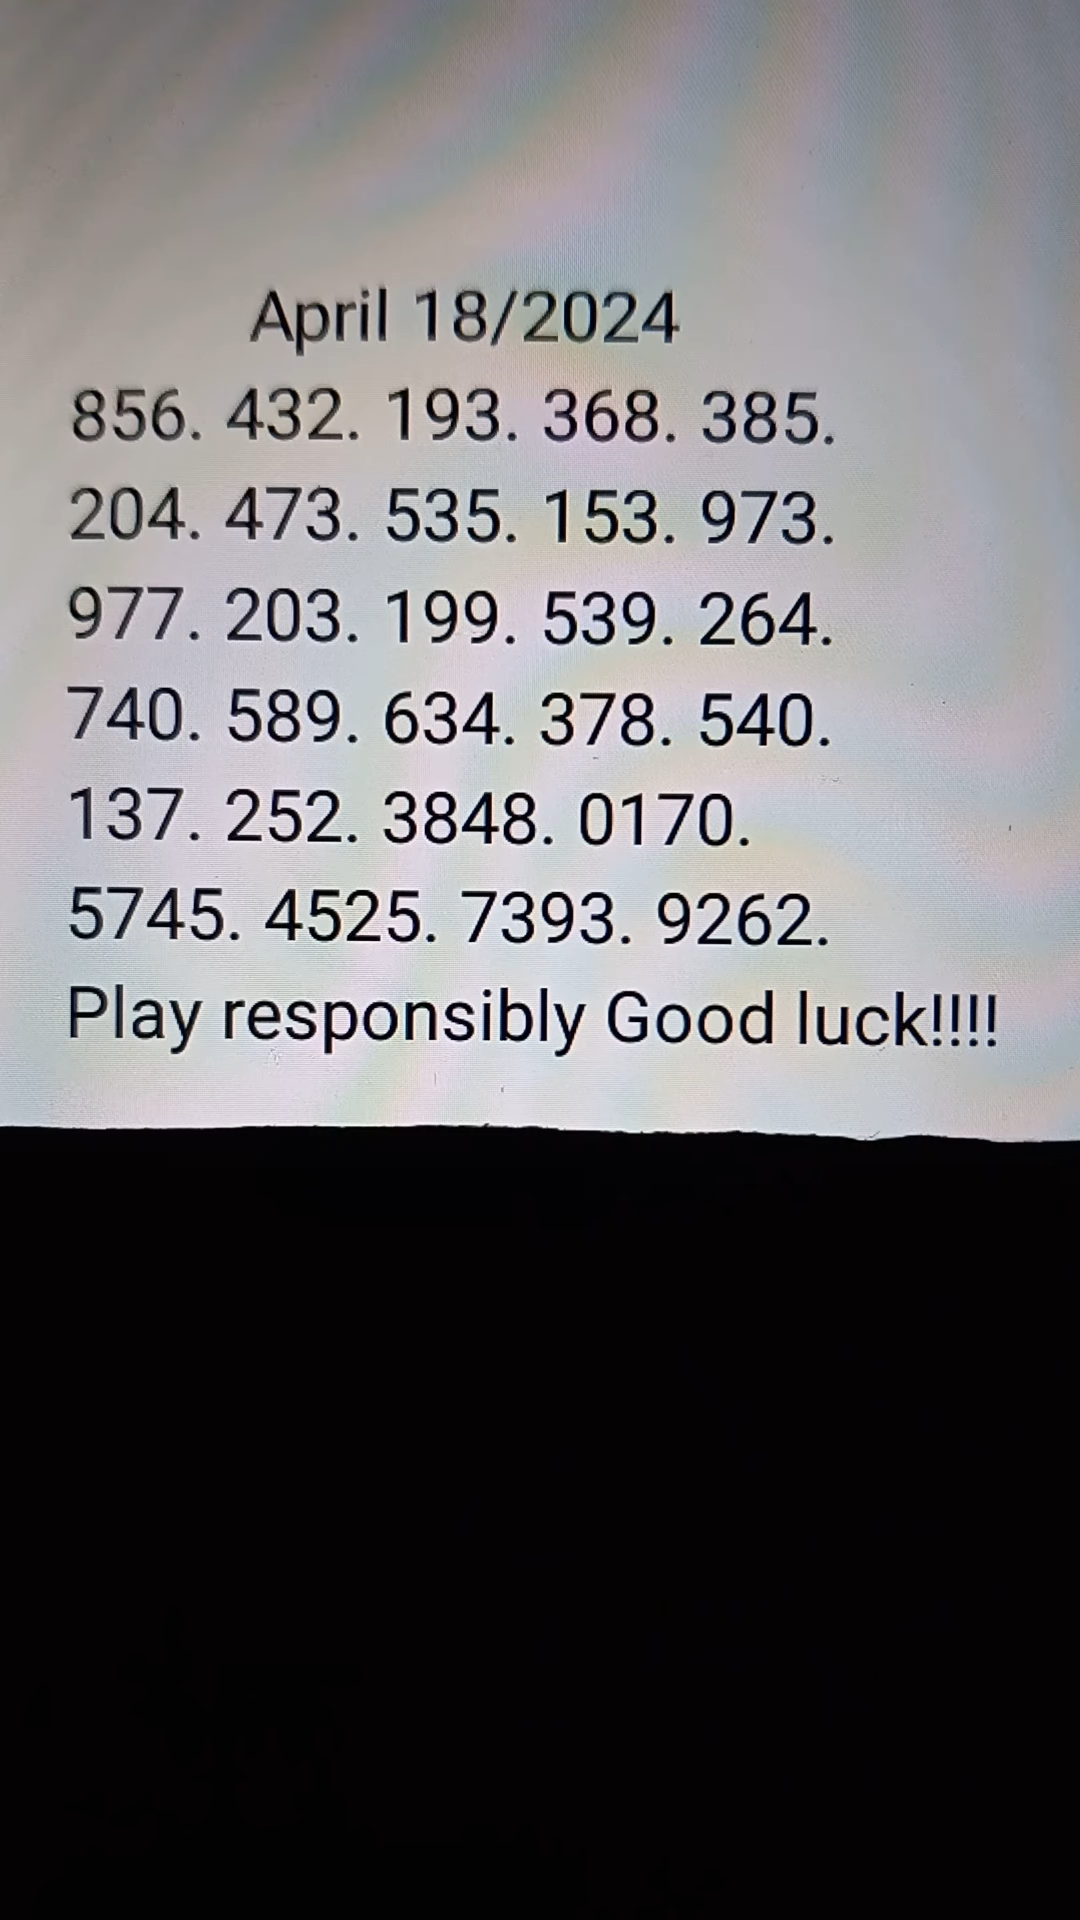 April 18/2024
856. 432. 193. 368. 385.
204. 473. 535. 153. 973.
977. 203. 199. 539. 264.
740. 589. 634. 378. 540.
137. 252. 3848. 0170.
5745. 4525. 7393. 9262.
Play responsibly Good luck!!!!